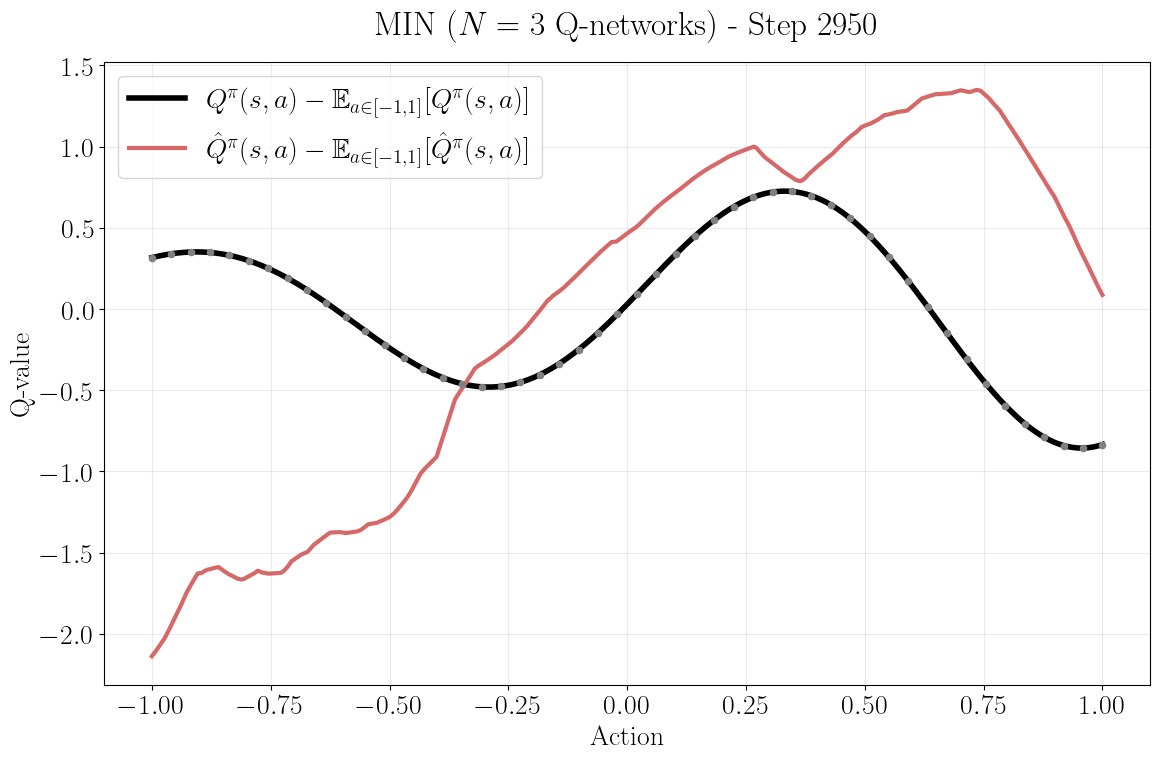 MIN (N = 3 Q-networks) - Step 2950
Q^π(s, a) − 𝔼_{a∈[−1,1]}[Q^π(s, a)]
Q̂^π(s, a) − 𝔼_{a∈[−1,1]}[Q̂^π(s, a)]
1.5
1.0
0.5
0.0
−0.5
−1.0
−1.5
−2.0
Q-value
−1.00 −0.75 −0.50 −0.25 0.00 0.25 0.50 0.75 1.00
Action